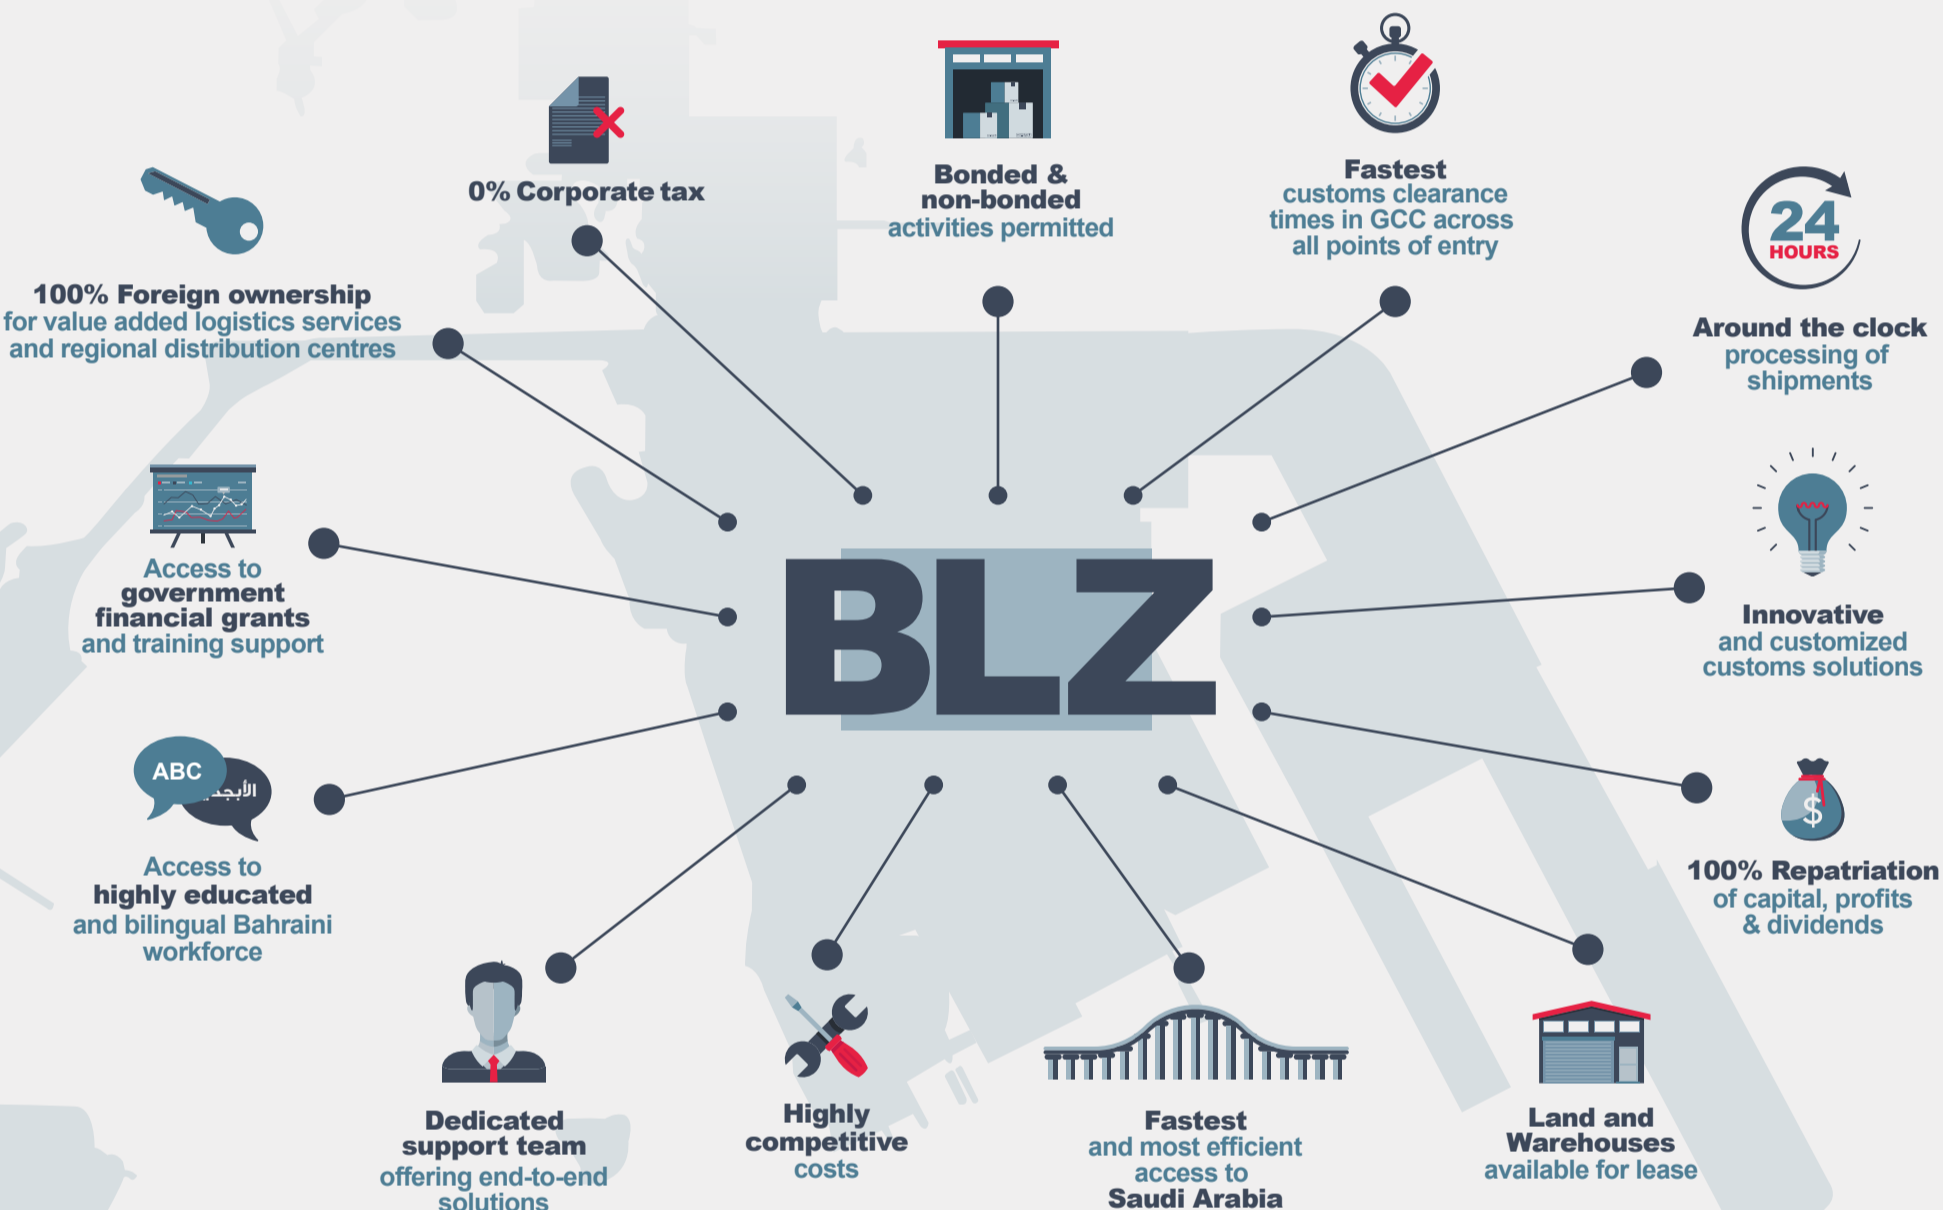 0% Corporate tax
Bonded &
non-bonded
activities permitted
Fastest
customs clearance
times in GCC across
all points of entry
24
HOURS
Around the clock
processing of
shipments
100% Foreign ownership
for value added logistics services
and regional distribution centres
Access to
government
financial grants
and training support
BLZ
Innovative
and customized
customs solutions
ABC
Access to
highly educated
and bilingual Bahraini
workforce
$
100% Repatriation
of capital, profits
& dividends
Dedicated
support team
offering end-to-end
solutions
Highly
competitive
costs
Fastest
and most efficient
access to
Saudi Arabia
Land and
Warehouses
available for lease